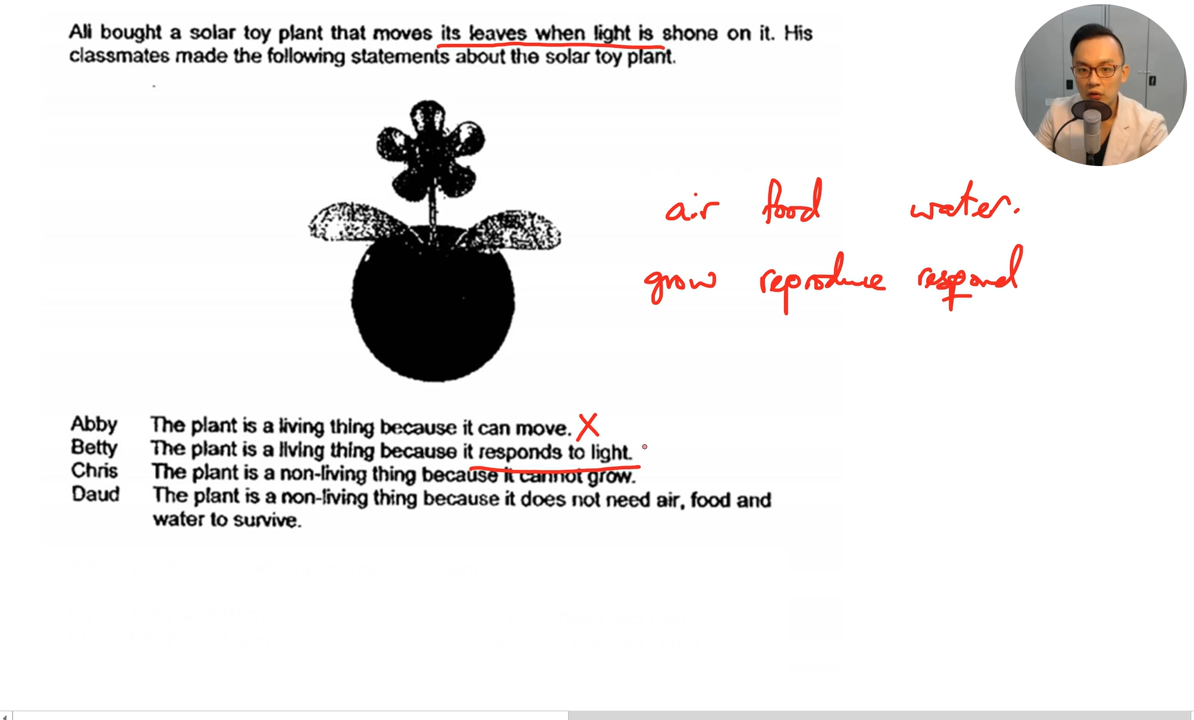 Ali bought a solar toy plant that moves its leaves when light is shone on it. His
classmates made the following statements about the solar toy plant.
air food water.
grow reproduce respond
Abby The plant is a living thing because it can move. X
Betty The plant is a living thing because it responds to light.
Chris The plant is a non-living thing because it cannot grow.
Daud The plant is a non-living thing because it does not need air, food and
water to survive.